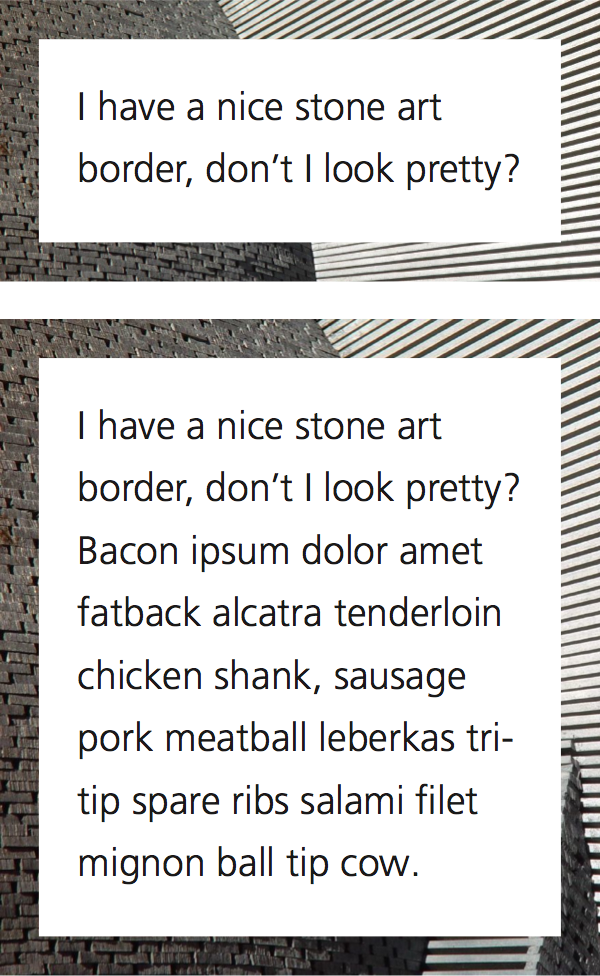 I have a nice stone art
border, don’t I look pretty?
I have a nice stone art
border, don’t I look pretty?
Bacon ipsum dolor amet
fatback alcatra tenderloin
chicken shank, sausage
pork meatball leberkas tri-
tip spare ribs salami filet
mignon ball tip cow.